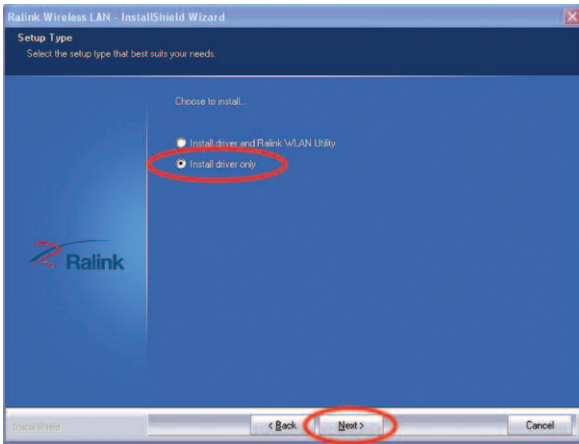 Ralink Wireless LAN - InstallShield Wizard
Setup Type
Select the setup type that best suits your needs.
Choose to install...
Install driver and Ralink WLAN Utility
Install driver only
Ralink
InstallShield
< Back
Next >
Cancel